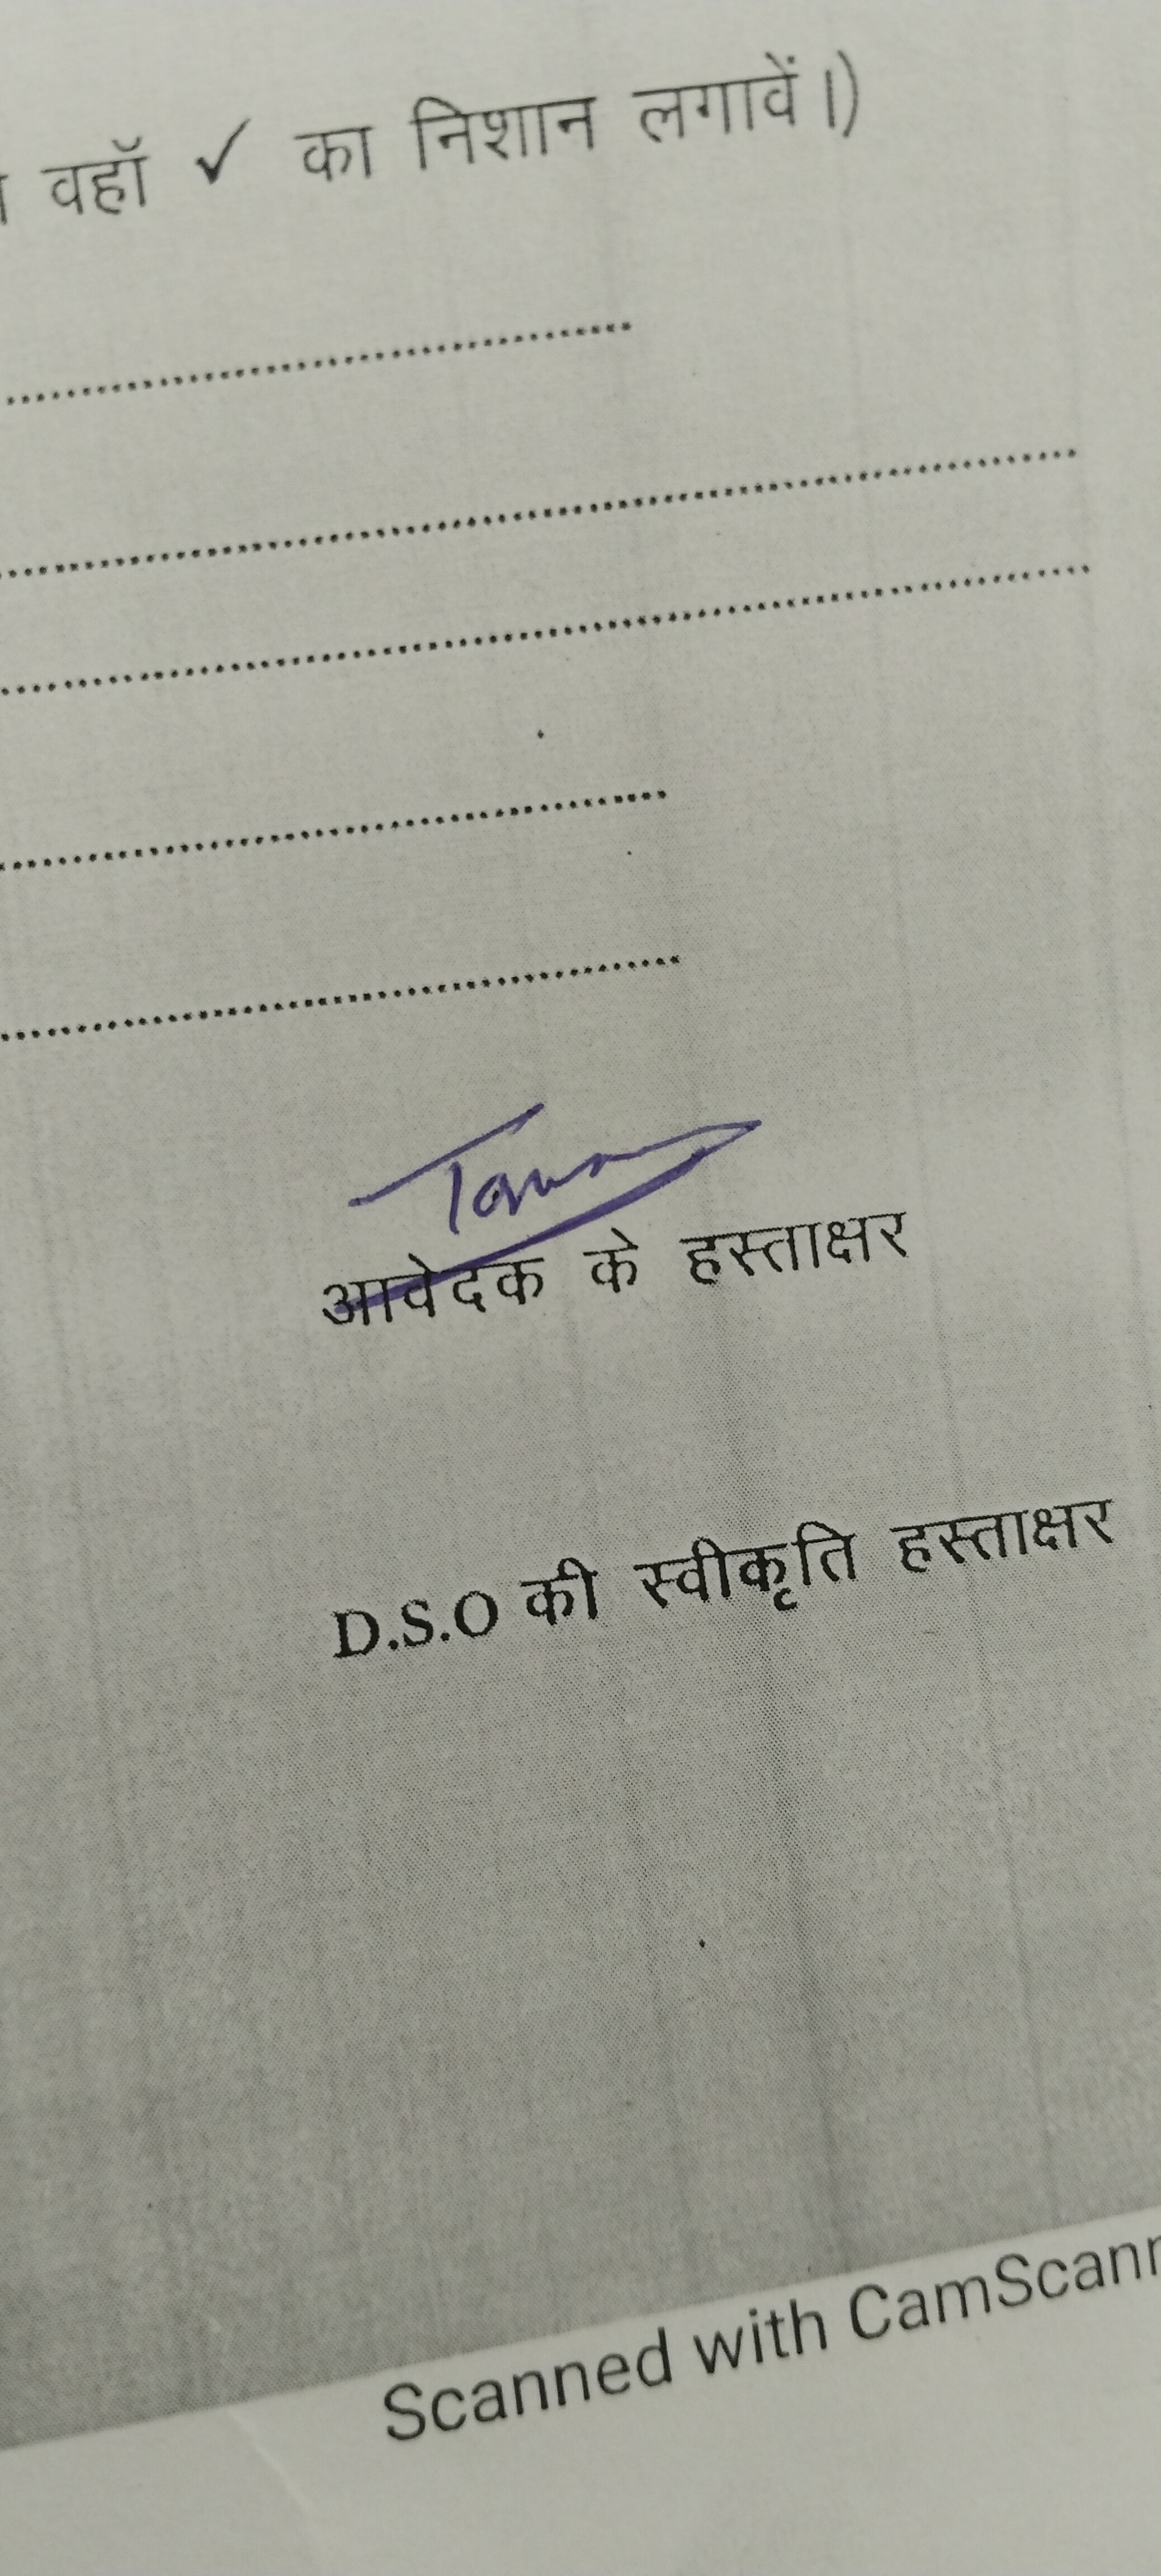 वहॉ ✓ का निशान लगावें।)
आवेदक के हस्ताक्षर
D.S.O की स्वीकृति हस्ताक्षर
Scanned with CamScann